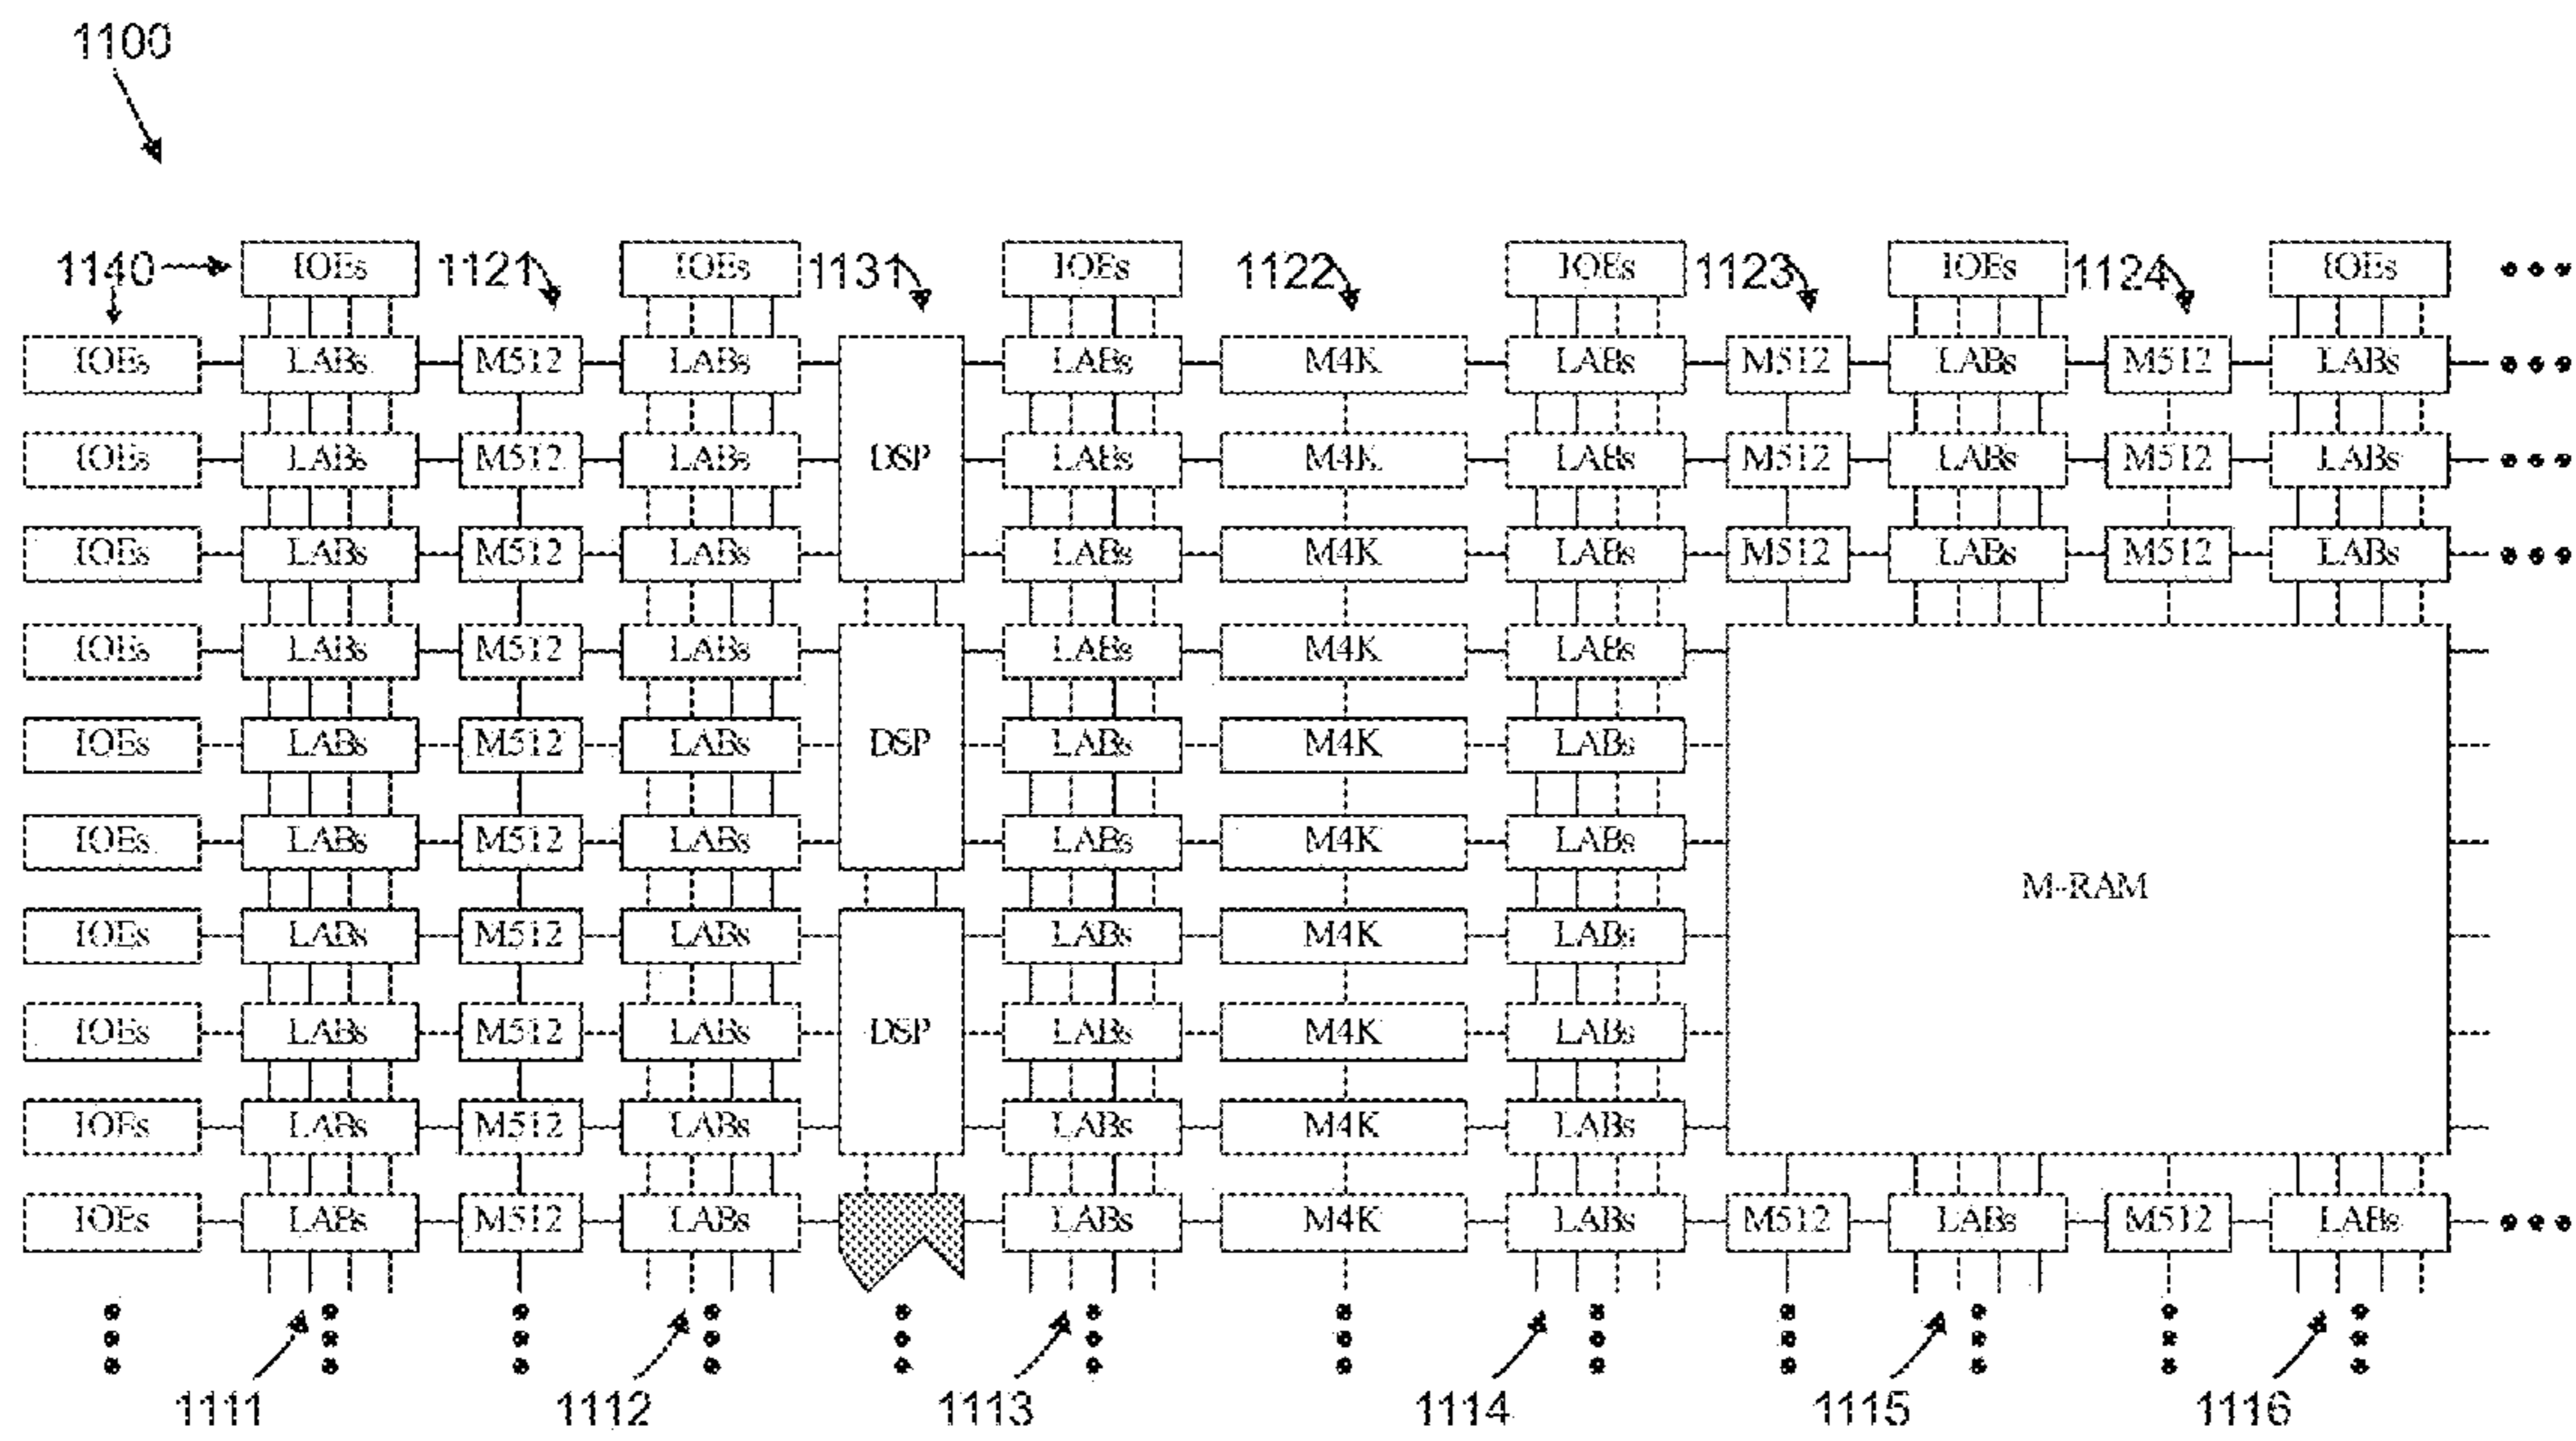 1100
1140 IOEs 1121 IOEs 1131 IOEs 1122 IOEs 1123 IOEs 1124 IOEs
IOEs LABs M512 LABs LABs M4K LABs M512 LABs M512 LABs
IOEs LABs M512 LABs DSP LABs M4K LABs M512 LABs M512 LABs
IOEs LABs M512 LABs LABs M4K LABs M512 LABs M512 LABs
IOEs LABs M512 LABs LABs M4K LABs
IOEs LABs M512 LABs DSP LABs M4K LABs
IOEs LABs M512 LABs LABs M4K LABs
M-RAM
IOEs LABs M512 LABs LABs M4K LABs
IOEs LABs M512 LABs DSP LABs M4K LABs
IOEs LABs M512 LABs LABs M4K LABs
IOEs LABs M512 LABs LABs M4K LABs M512 LABs M512 LABs
1111 1112 1113 1114 1115 1116